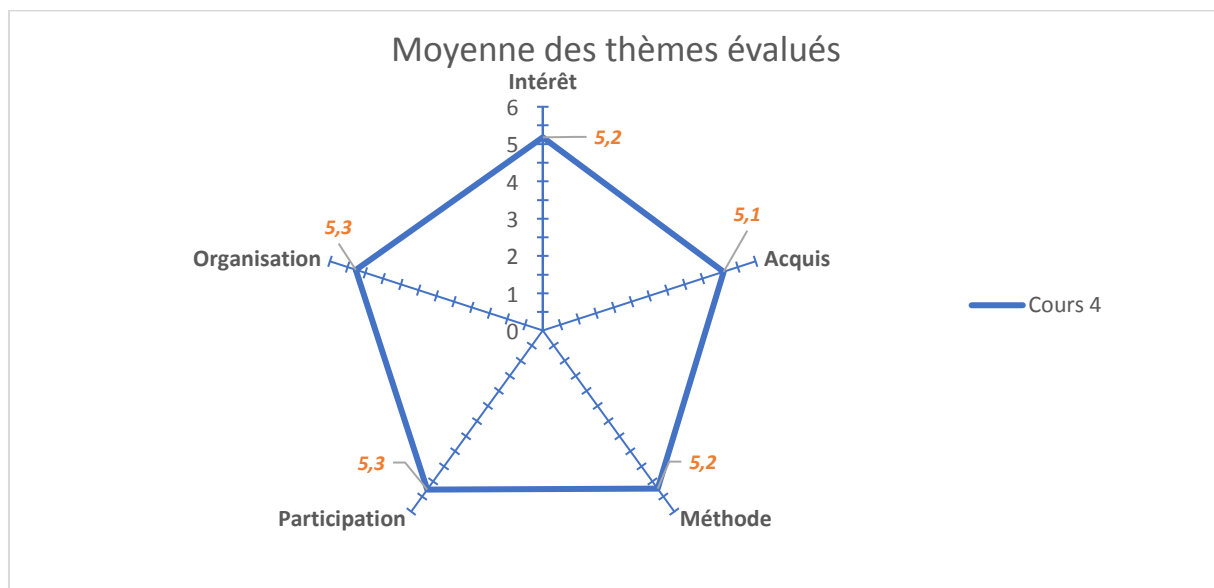 Moyenne des thèmes évalués
Intérêt
6
5
4
3
2
1
0
5,2
5,1
5,3
Organisation
Acquis
Cours 4
5,3
5,2
Participation
Méthode